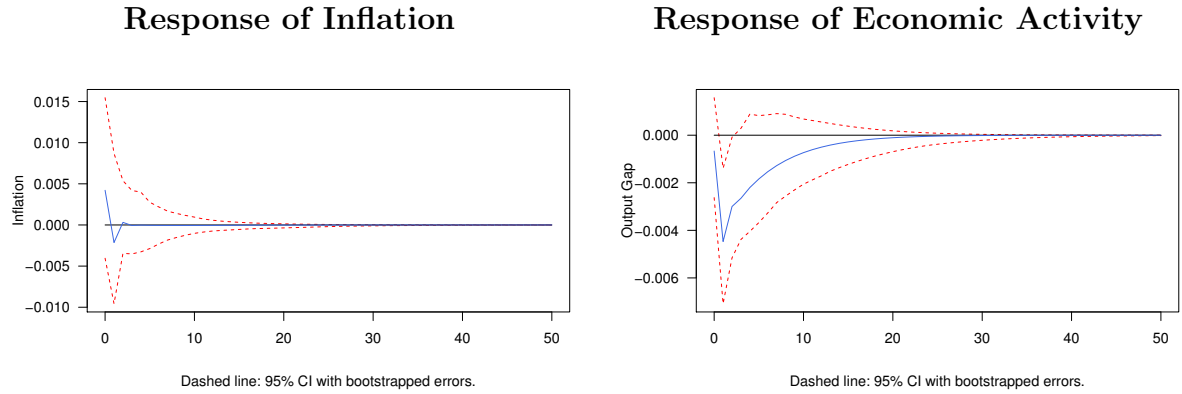 Response of Inflation
Inflation
0.015
0.010
0.005
0.000
−0.005
−0.010
0 10 20 30 40 50
Dashed line: 95% CI with bootstrapped errors.
Response of Economic Activity
Output Gap
0.000
−0.002
−0.004
−0.006
0 10 20 30 40 50
Dashed line: 95% CI with bootstrapped errors.